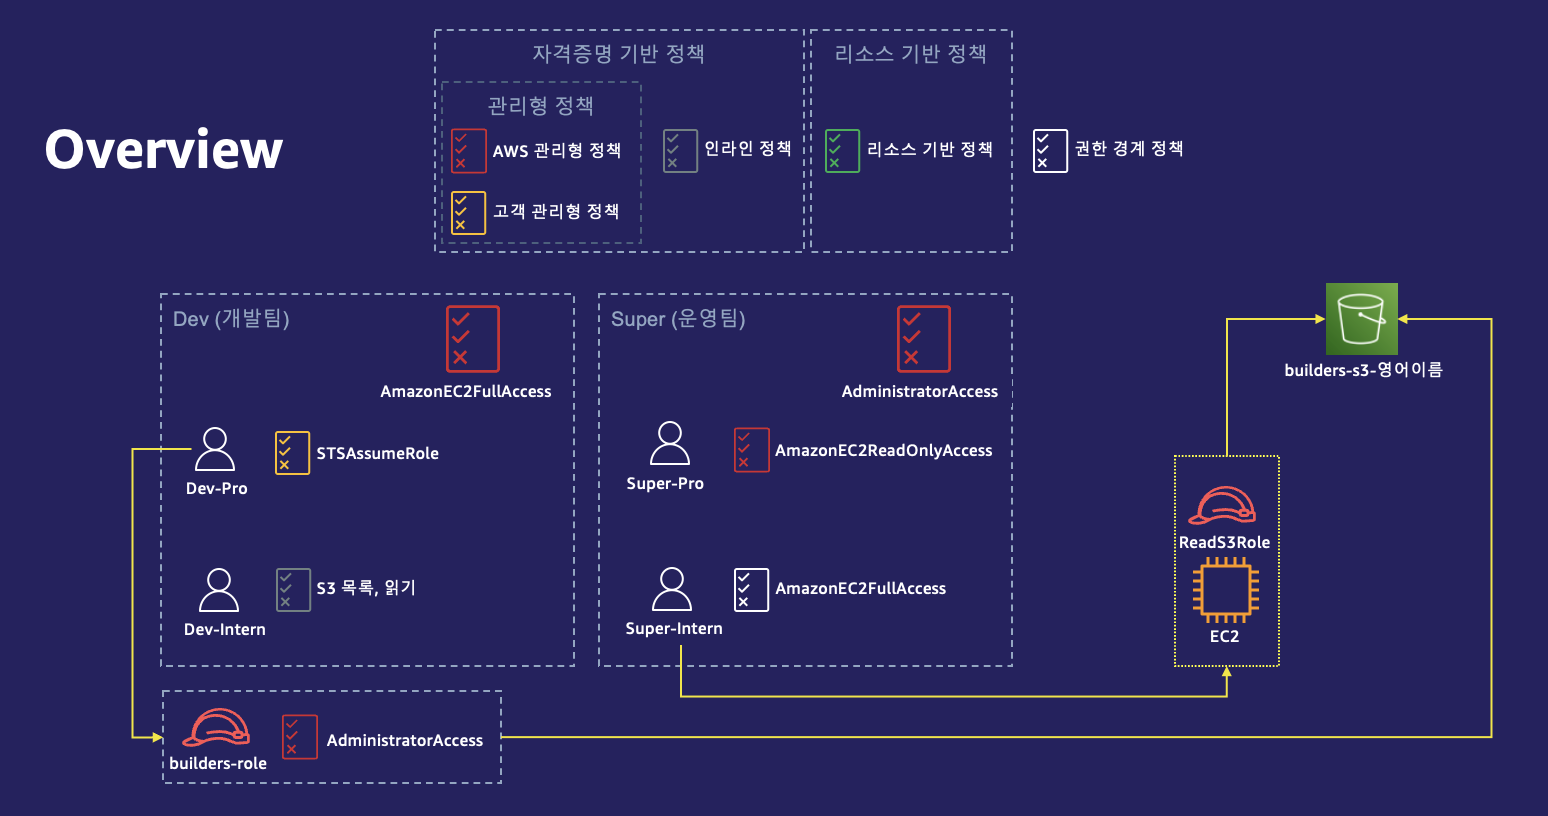 Overview
자격증명 기반 정책
리소스 기반 정책
관리형 정책
AWS 관리형 정책
인라인 정책
리소스 기반 정책
권한 경계 정책
고객 관리형 정책
Dev (개발팀)
AmazonEC2FullAccess
Dev-Pro
STSAssumeRole
Dev-Intern
S3 목록, 읽기
Super (운영팀)
AdministratorAccess
Super-Pro
AmazonEC2ReadOnlyAccess
Super-Intern
AmazonEC2FullAccess
builders-s3-영어이름
ReadS3Role
EC2
builders-role
AdministratorAccess